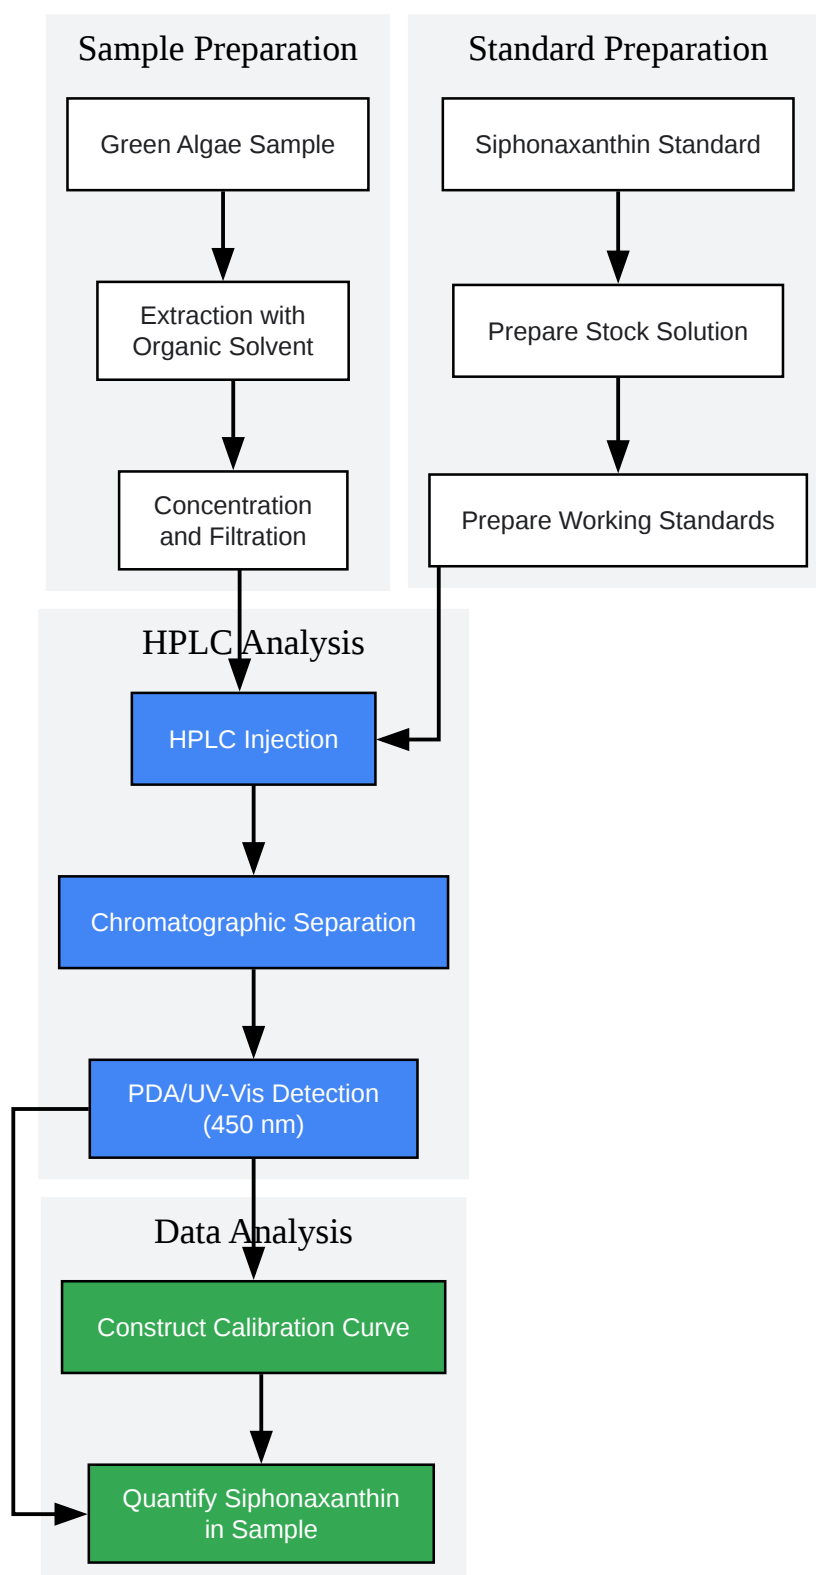 Sample Preparation
Green Algae Sample
Extraction with
Organic Solvent
Concentration
and Filtration
Standard Preparation
Siphonaxanthin Standard
Prepare Stock Solution
Prepare Working Standards
HPLC Analysis
HPLC Injection
Chromatographic Separation
PDA/UV-Vis Detection
(450 nm)
Data Analysis
Construct Calibration Curve
Quantify Siphonaxanthin
in Sample